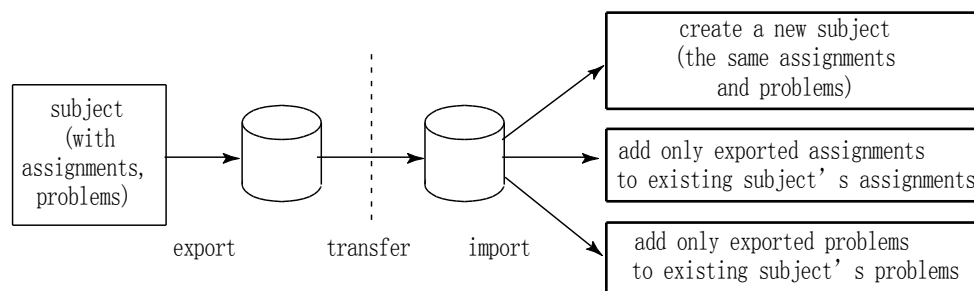 subject
(with
assignments,
problems)
export
transfer
import
create a new subject
(the same assignments
and problems)
add only exported assignments
to existing subject’s assignments
add only exported problems
to existing subject’s problems